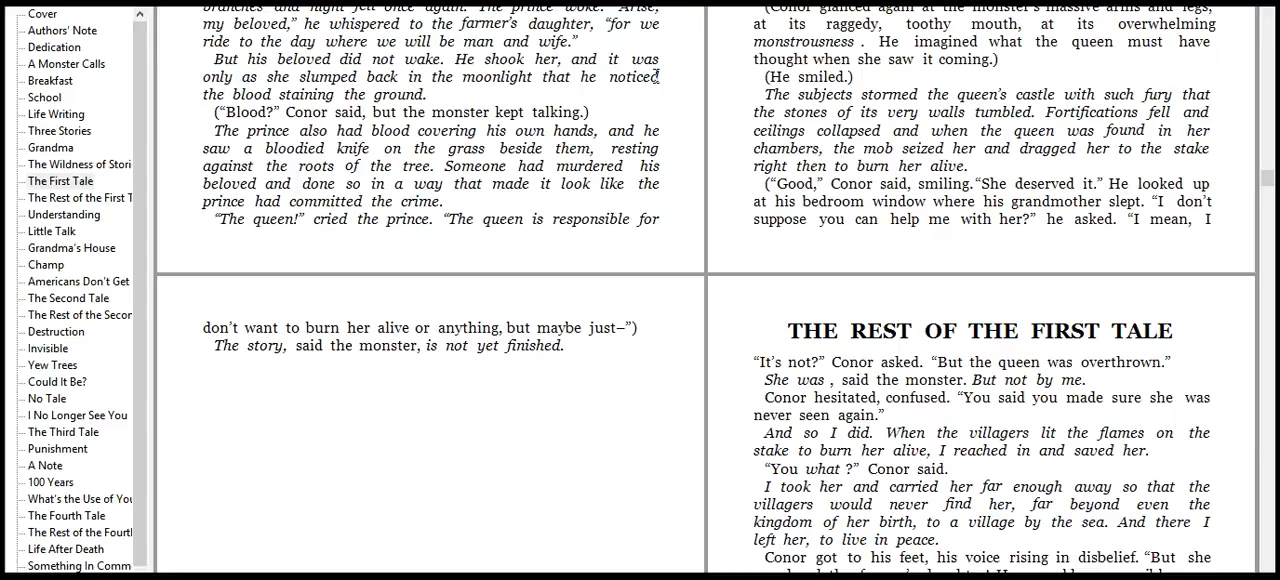 Cover
Authors' Note
Dedication
A Monster Calls
Breakfast
School
Life Writing
Three Stories
Grandma
The Wildness of Stori
The First Tale
The Rest of the First T
Understanding
Little Talk
Grandma's House
Champ
Americans Don't Get
The Second Tale
The Rest of the Secor
Destruction
Invisible
Yew Trees
Could It Be?
No Tale
I No Longer See You
The Third Tale
Punishment
A Note
100 Years
What's the Use of You
The Fourth Tale
The Rest of the Fourtl
Life After Death
Something In Comm
branches and night fell once again. The prince woke. “Arise,
my beloved,” he whispered to the farmer’s daughter, “for we
ride to the day where we will be man and wife.”
But his beloved did not wake. He shook her, and it was
only as she slumped back in the moonlight that he noticed
the blood staining the ground.
(“Blood?” Conor said, but the monster kept talking.)
The prince also had blood covering his own hands, and he
saw a bloodied knife on the grass beside them, resting
against the roots of the tree. Someone had murdered his
beloved and done so in a way that made it look like the
prince had committed the crime.
“The queen!” cried the prince. “The queen is responsible for
(Conor glanced again at the monster’s massive arms and legs,
at its raggedy, toothy mouth, at its overwhelming
monstrousness . He imagined what the queen must have
thought when she saw it coming.)
(He smiled.)
The subjects stormed the queen’s castle with such fury that
the stones of its very walls tumbled. Fortifications fell and
ceilings collapsed and when the queen was found in her
chambers, the mob seized her and dragged her to the stake
right then to burn her alive.
(“Good,” Conor said, smiling. “She deserved it.” He looked up
at his bedroom window where his grandmother slept. “I don’t
suppose you can help me with her?” he asked. “I mean, I
don’t want to burn her alive or anything, but maybe just–”)
The story, said the monster, is not yet finished.
THE REST OF THE FIRST TALE
“It’s not?” Conor asked. “But the queen was overthrown.”
She was , said the monster. But not by me.
Conor hesitated, confused. “You said you made sure she was
never seen again.”
And so I did. When the villagers lit the flames on the
stake to burn her alive, I reached in and saved her.
“You what ?” Conor said.
I took her and carried her far enough away so that the
villagers would never find her, far beyond even the
kingdom of her birth, to a village by the sea. And there I
left her, to live in peace.
Conor got to his feet, his voice rising in disbelief. “But she